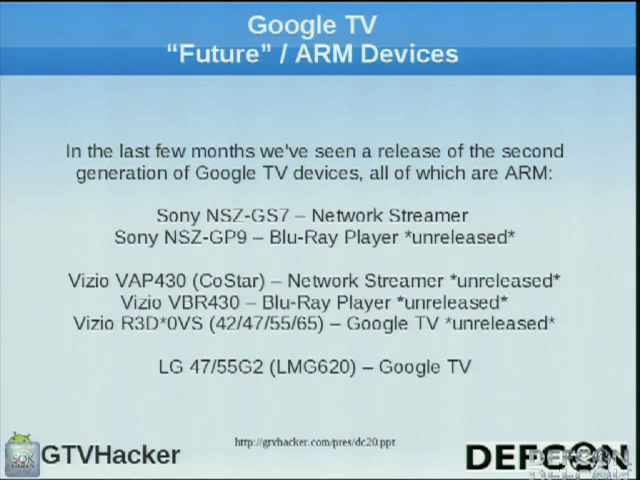 Google TV
“Future” / ARM Devices
In the last few months we've seen a release of the second
generation of Google TV devices, all of which are ARM:
Sony NSZ-GS7 – Network Streamer
Sony NSZ-GP9 – Blu-Ray Player *unreleased*
Vizio VAP430 (CoStar) – Network Streamer *unreleased*
Vizio VBR430 – Blu-Ray Player *unreleased*
Vizio R3D*0VS (42/47/55/65) – Google TV *unreleased*
LG 47/55G2 (LMG620) – Google TV
GTVHacker
http://gtvhacker.com/pres/dc20.ppt
DEFCON
DEFCON